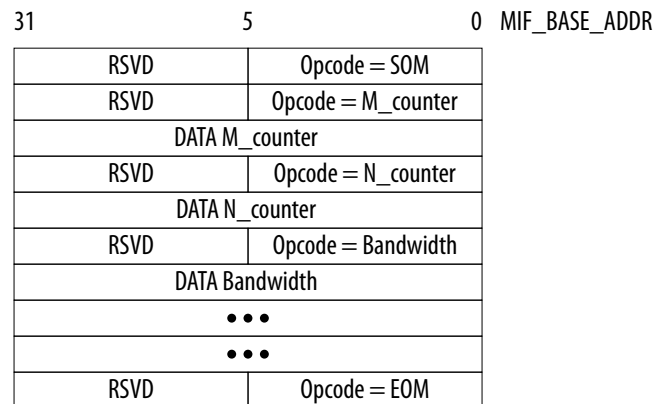 31 5 0 MIF_BASE_ADDR
RSVD Opcode = SOM
RSVD Opcode = M_counter
DATA M_counter
RSVD Opcode = N_counter
DATA N_counter
RSVD Opcode = Bandwidth
DATA Bandwidth
•••
•••
RSVD Opcode = EOM